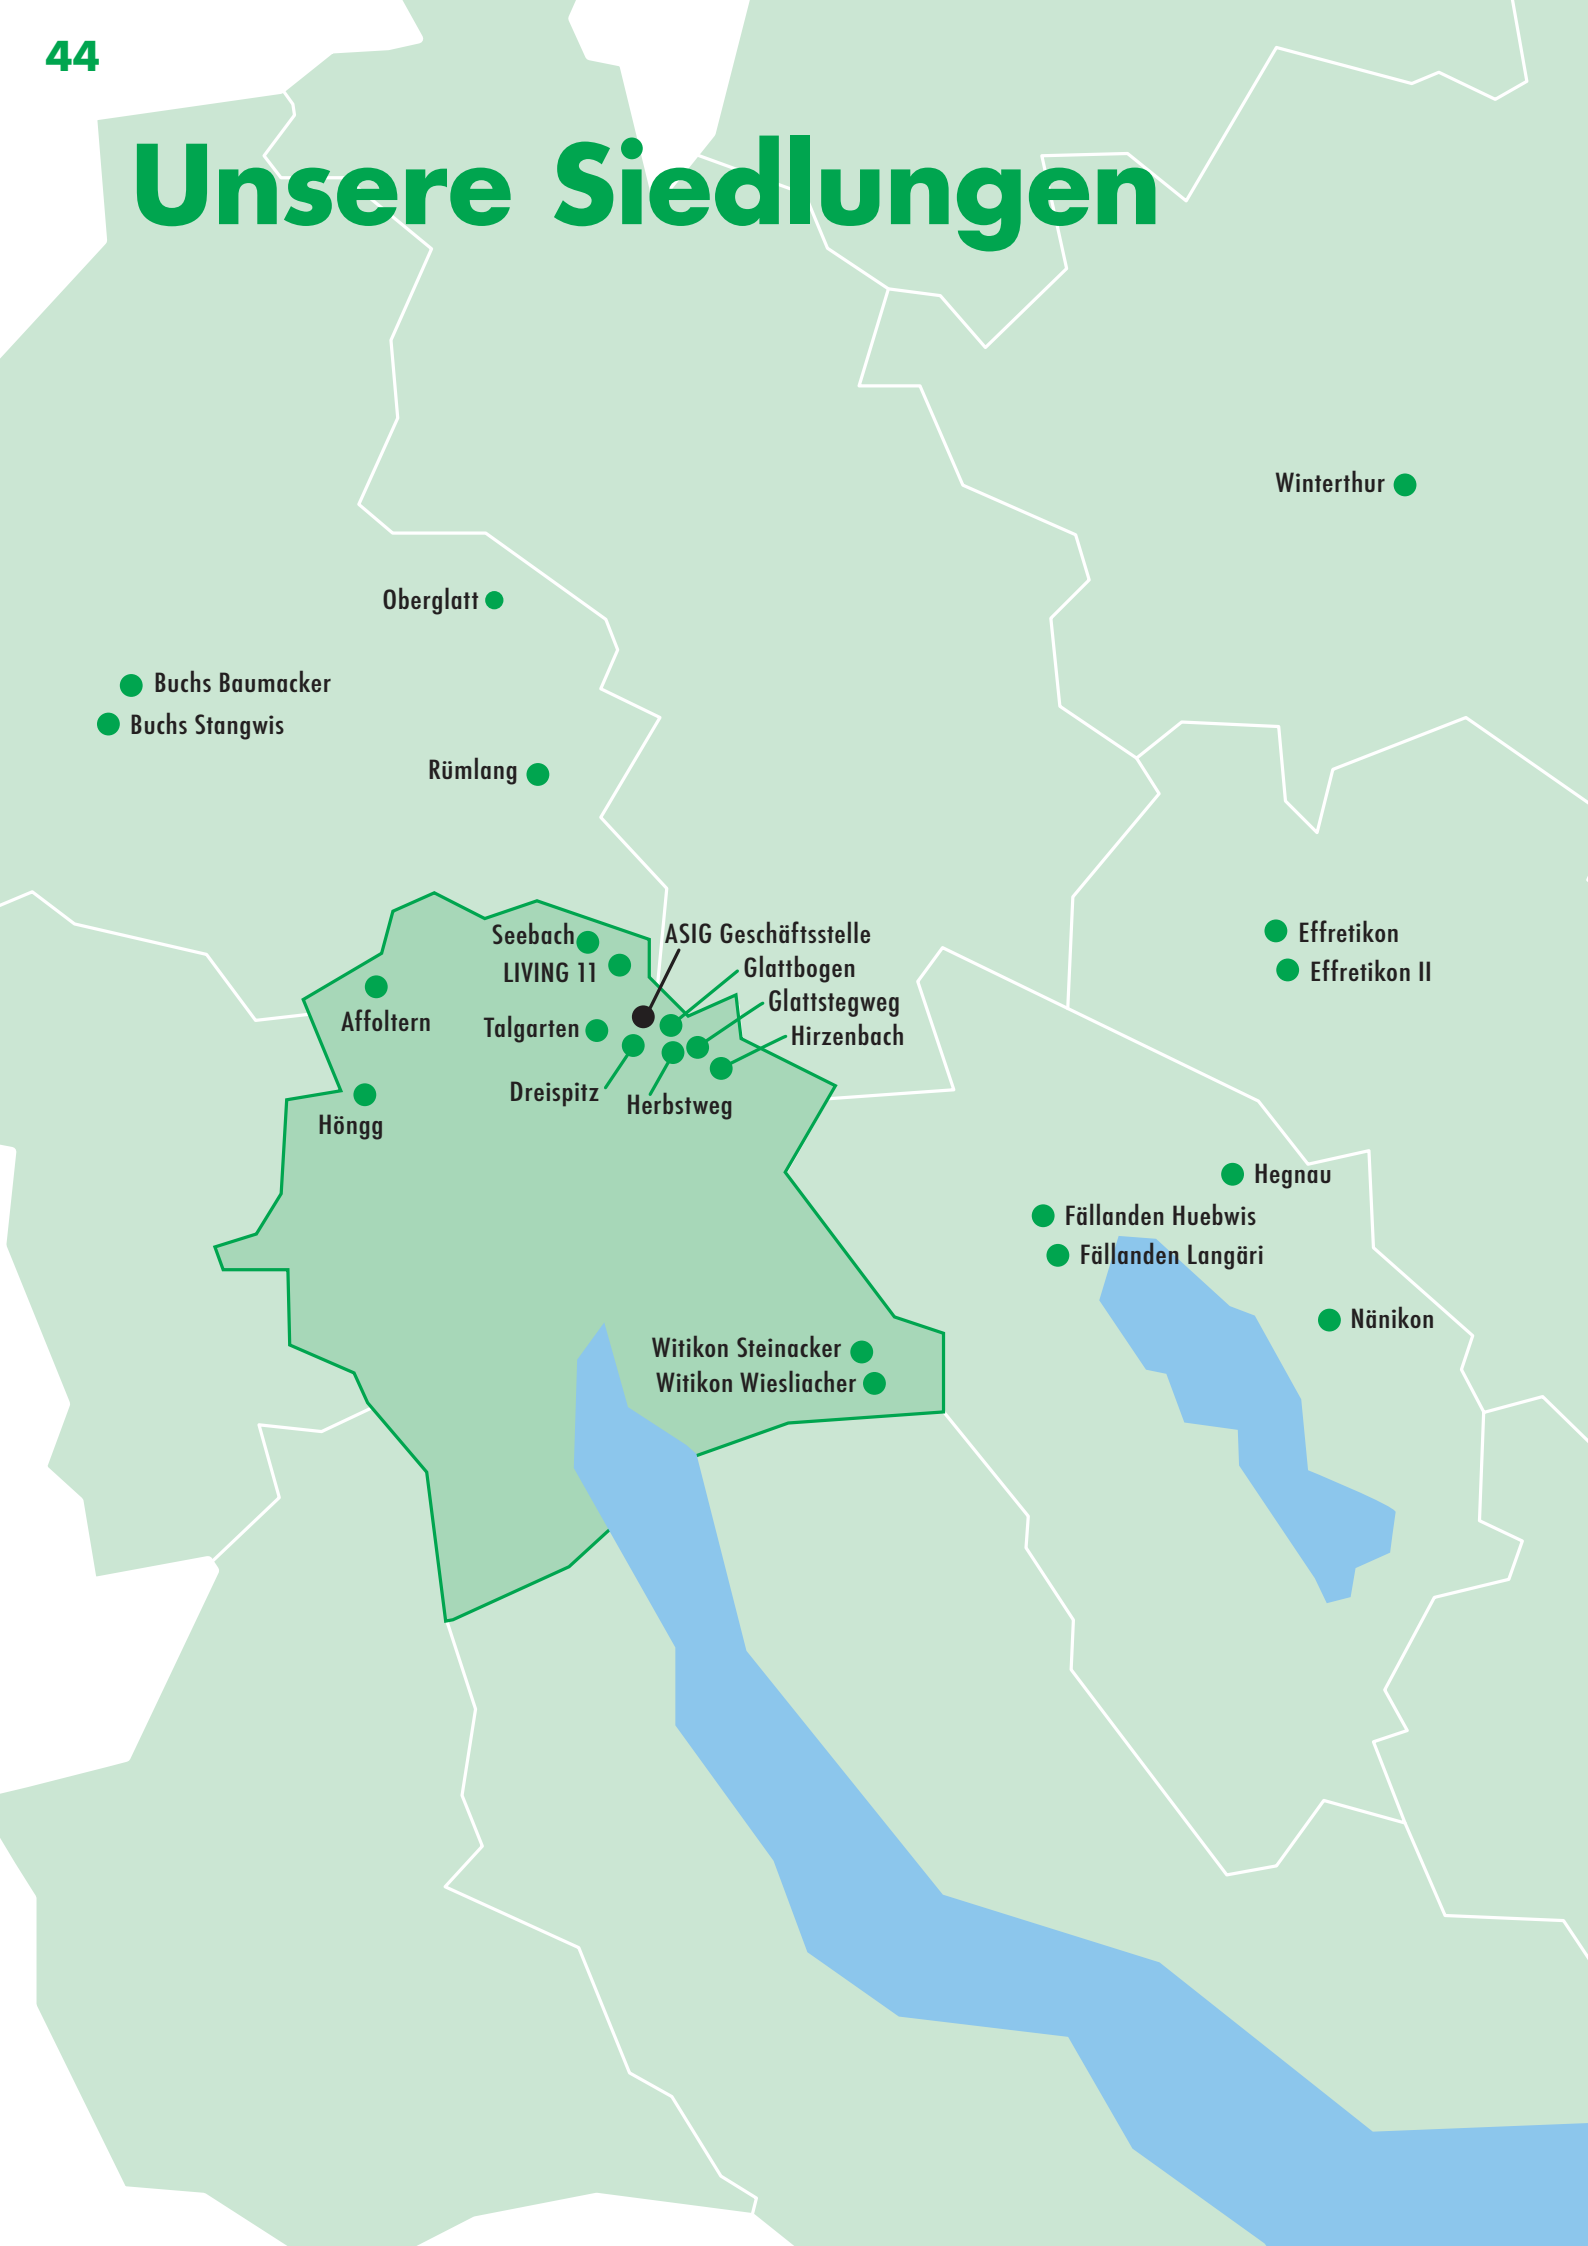 44
Unsere Siedlungen
Winterthur
Oberglatt
Buchs Baumacker
Buchs Stangwis
Rümlang
Seebach
ASIG Geschäftsstelle
LIVING 11
Glattbogen
Glattstegweg
Affoltern
Talgarten
Hirzenbach
Dreispitz
Herbstweg
Höngg
Effretikon
Effretikon II
Hegnau
Fällanden Huebwis
Fällanden Langäri
Nänikon
Witikon Steinacker
Witikon Wiesliacher